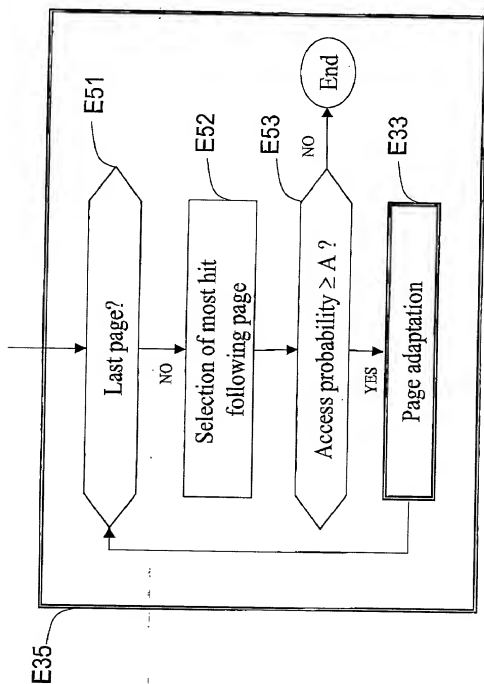 E35
E51
Last page?
NO
E52
Selection of most hit
following page
E53
Access probability ≥ A ?
NO
End
YES
E33
Page adaptation